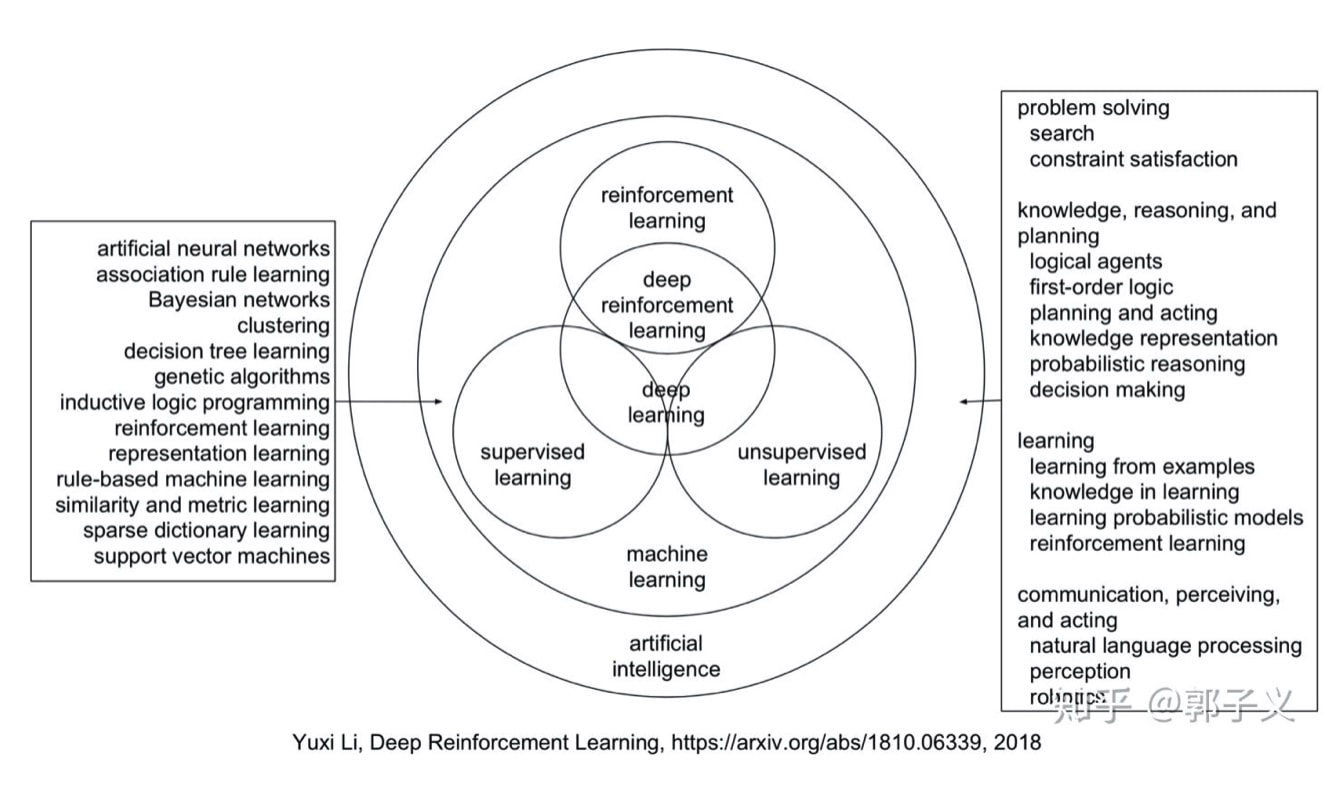 artificial neural networks
association rule learning
Bayesian networks
clustering
decision tree learning
genetic algorithms
inductive logic programming
reinforcement learning
representation learning
rule-based machine learning
similarity and metric learning
sparse dictionary learning
support vector machines
reinforcement
learning
deep
reinforcement
learning
deep
learning
supervised
learning
unsupervised
learning
machine
learning
artificial
intelligence
problem solving
search
constraint satisfaction
knowledge, reasoning, and
planning
logical agents
first-order logic
planning and acting
knowledge representation
probabilistic reasoning
decision making
learning
learning from examples
knowledge in learning
learning probabilistic models
reinforcement learning
communication, perceiving,
and acting
natural language processing
perception
robotics
知乎 @郭子义
Yuxi Li, Deep Reinforcement Learning, https://arxiv.org/abs/1810.06339, 2018